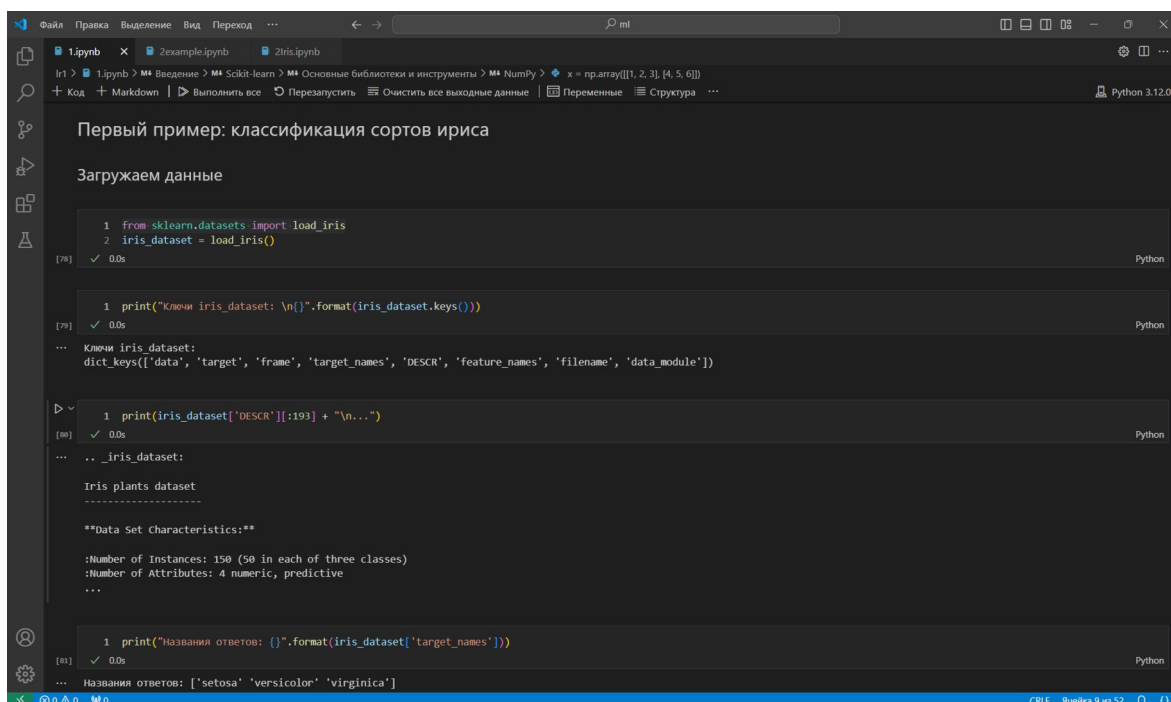 Файл Правка Выделение Вид Переход ··· ← → ml
1.ipynb × 2example.ipynb 2Iris.ipynb
lr1 > 1.ipynb > M↓ Введение > M↓ Scikit-learn > M↓ Основные библиотеки и инструменты > M↓ NumPy > x = np.array([[1, 2, 3], [4, 5, 6]])
+ Код + Markdown | Выполнить все Перезапустить Очистить все выходные данные | Переменные Структура ··· Python 3.12.0
Первый пример: классификация сортов ириса
Загружаем данные
1 from sklearn.datasets import load_iris
2 iris_dataset = load_iris()
[78] ✓ 0.0s Python
1 print("Ключи iris_dataset: \n{}".format(iris_dataset.keys()))
[79] ✓ 0.0s Python
··· Ключи iris_dataset:
dict_keys(['data', 'target', 'frame', 'target_names', 'DESCR', 'feature_names', 'filename', 'data_module'])
1 print(iris_dataset['DESCR'][:193] + "\n...")
[80] ✓ 0.0s Python
··· .. _iris_dataset:
Iris plants dataset
--------------------
**Data Set Characteristics:**
:Number of Instances: 150 (50 in each of three classes)
:Number of Attributes: 4 numeric, predictive
...
1 print("Названия ответов: {}".format(iris_dataset['target_names']))
[81] ✓ 0.0s Python
··· Названия ответов: ['setosa' 'versicolor' 'virginica']
0 0 0 CRLF Ячейка 9 из 52